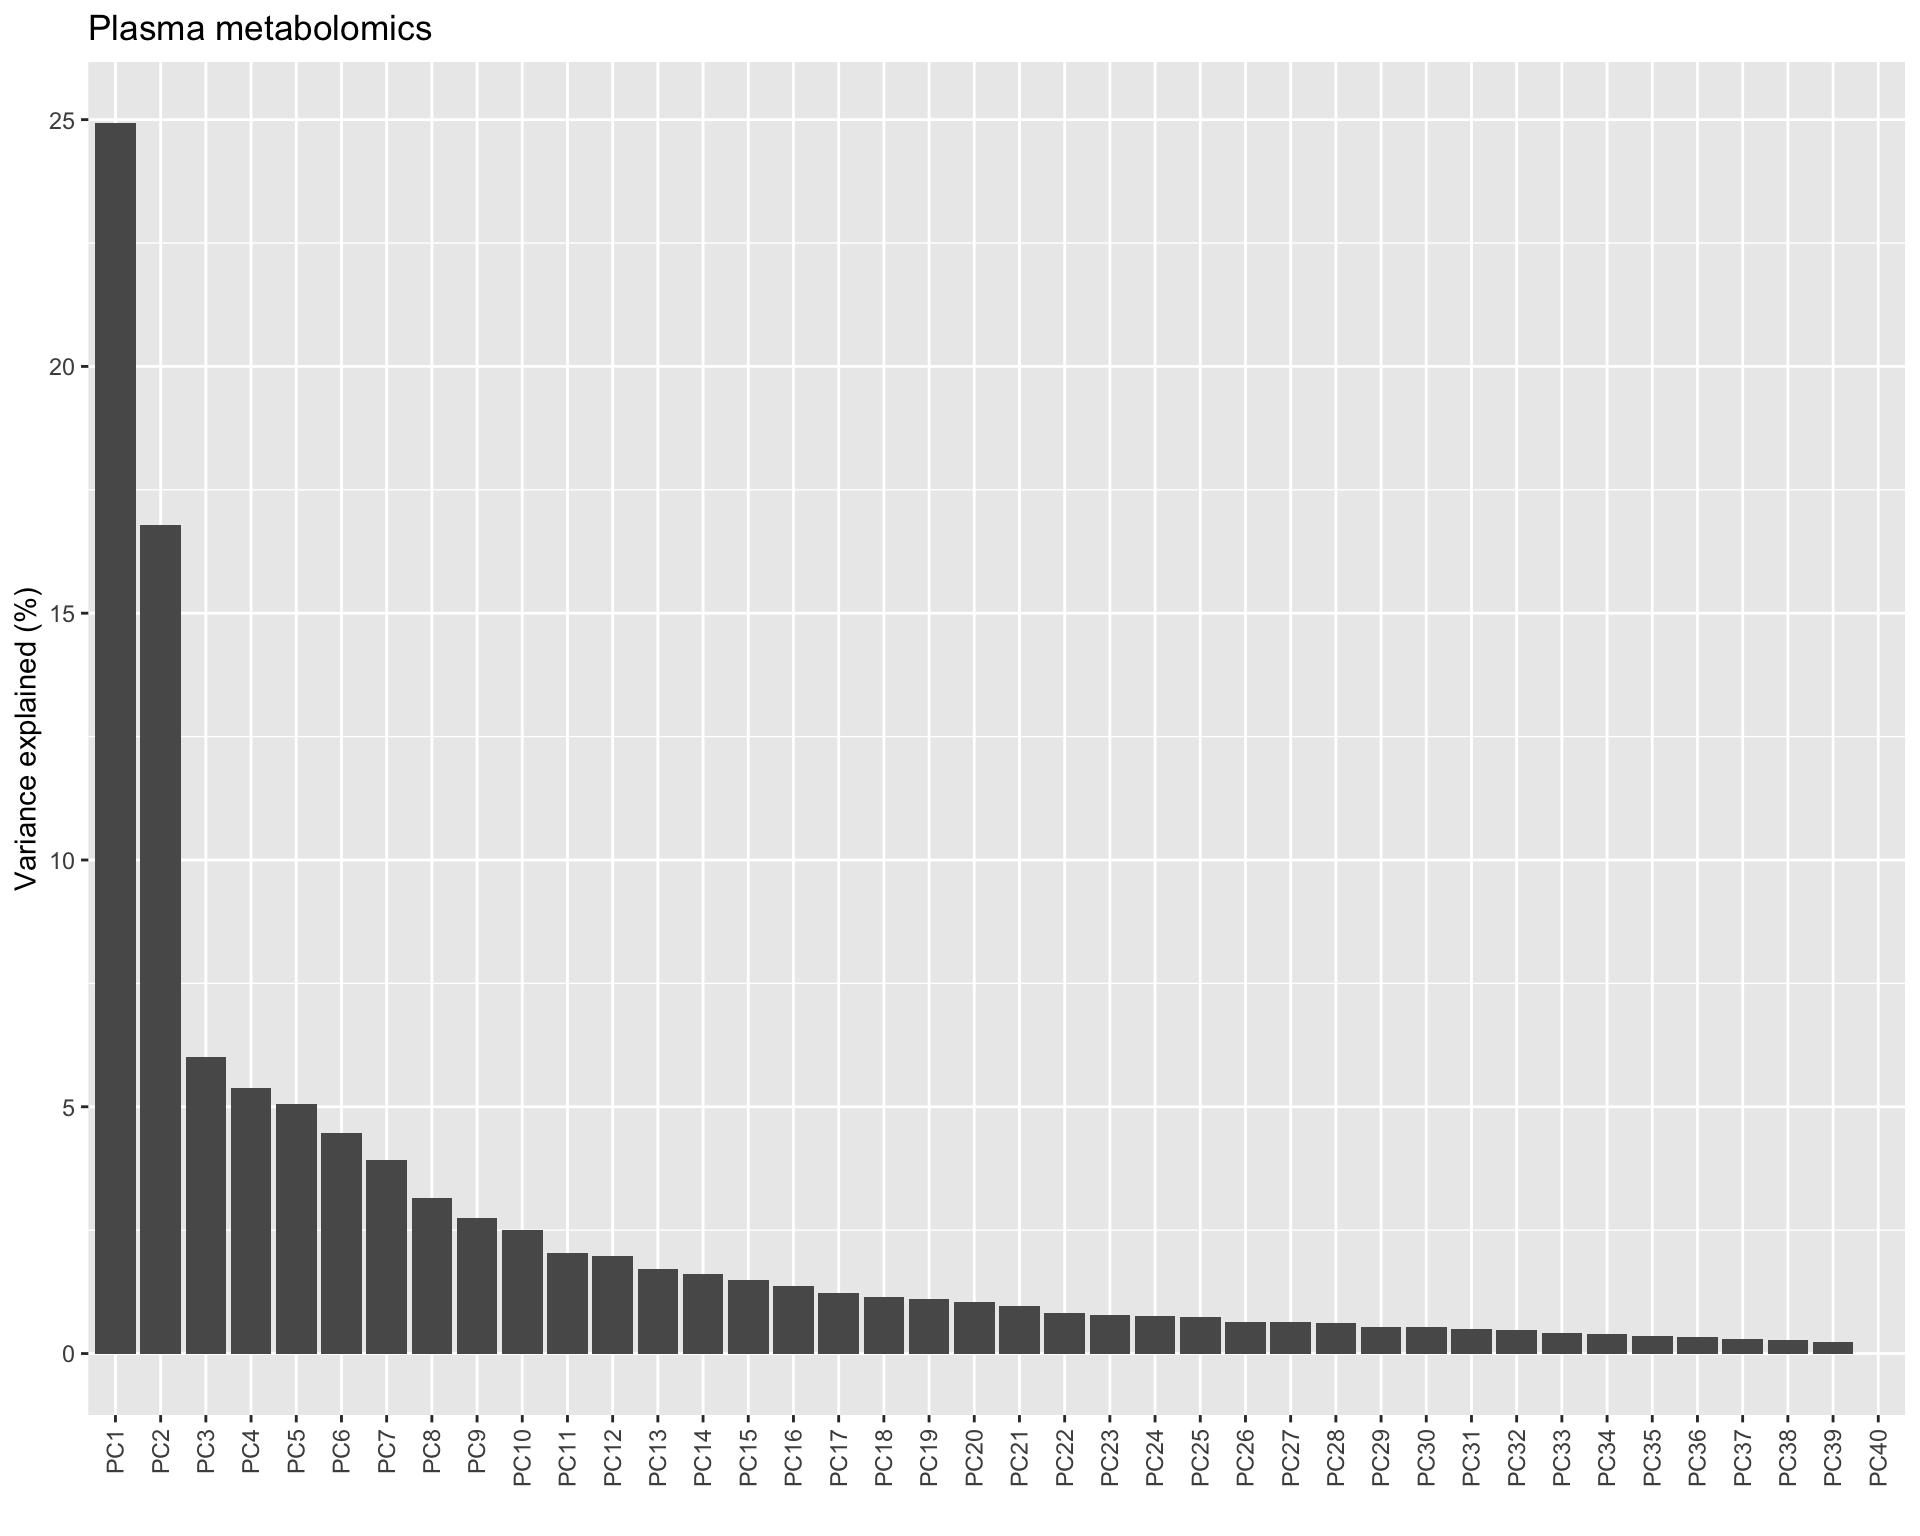 Plasma metabolomics
Variance explained (%)
25
20
15
10
5
0
PC1 PC2 PC3 PC4 PC5 PC6 PC7 PC8 PC9 PC10 PC11 PC12 PC13 PC14 PC15 PC16 PC17 PC18 PC19 PC20 PC21 PC22 PC23 PC24 PC25 PC26 PC27 PC28 PC29 PC30 PC31 PC32 PC33 PC34 PC35 PC36 PC37 PC38 PC39 PC40